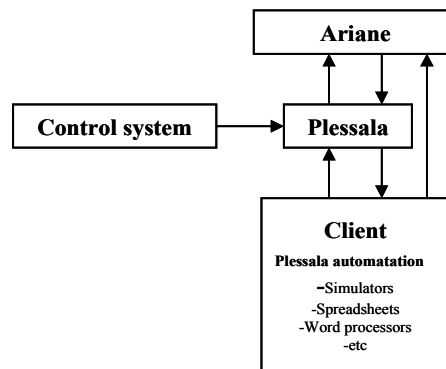 Ariane
Control system
Plessala
Client
Plessala automatation
-Simulators
-Spreadsheets
-Word processors
-etc